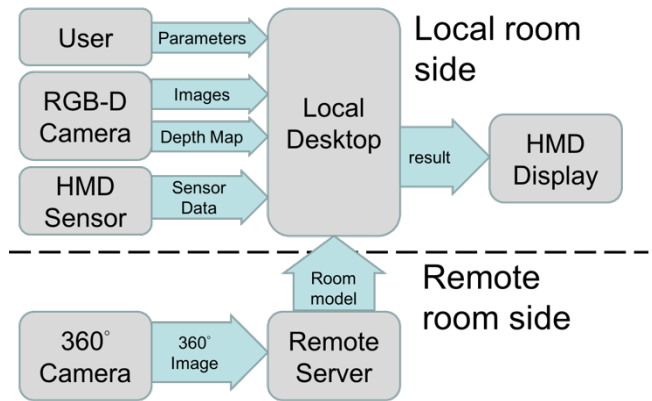 User
Parameters
RGB-D
Camera
Images
Depth Map
HMD
Sensor
Sensor
Data
Local
Desktop
result
HMD
Display
Local room
side
Room
model
Remote
room side
360°
Camera
360°
Image
Remote
Server